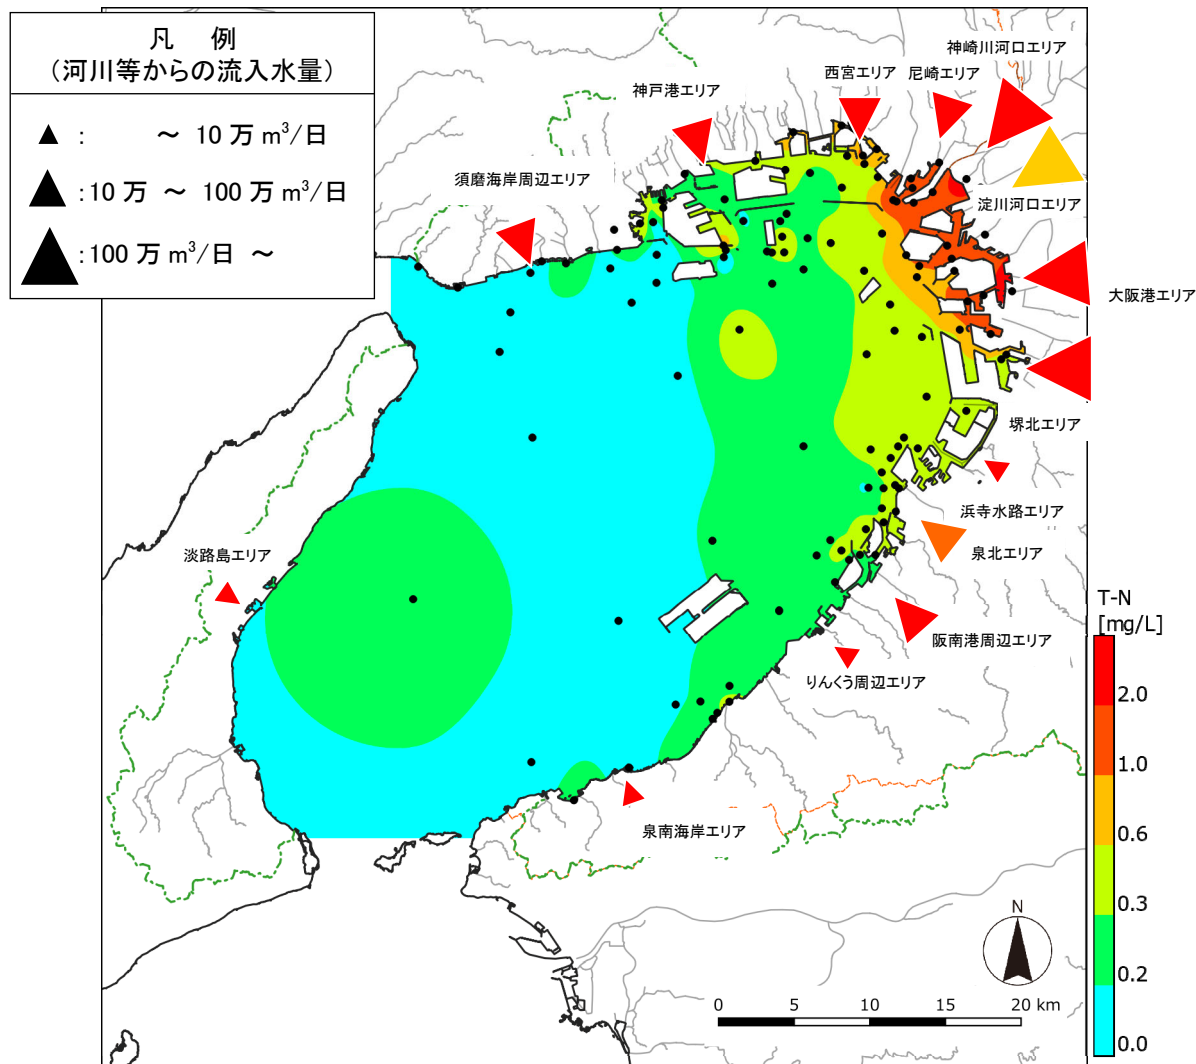 凡 例
(河川等からの流入水量)
: ～ 10 万 m³/日
: 10 万 ～ 100 万 m³/日
: 100 万 m³/日 ～
神崎川河口エリア
西宮エリア
尼崎エリア
神戸港エリア
須磨海岸周辺エリア
淀川河口エリア
大阪港エリア
堺北エリア
浜寺水路エリア
泉北エリア
淡路島エリア
阪南港周辺エリア
りんくう周辺エリア
泉南海岸エリア
T-N
[mg/L]
2.0
1.0
0.6
0.3
0.2
0.0
N
0 5 10 15 20 km